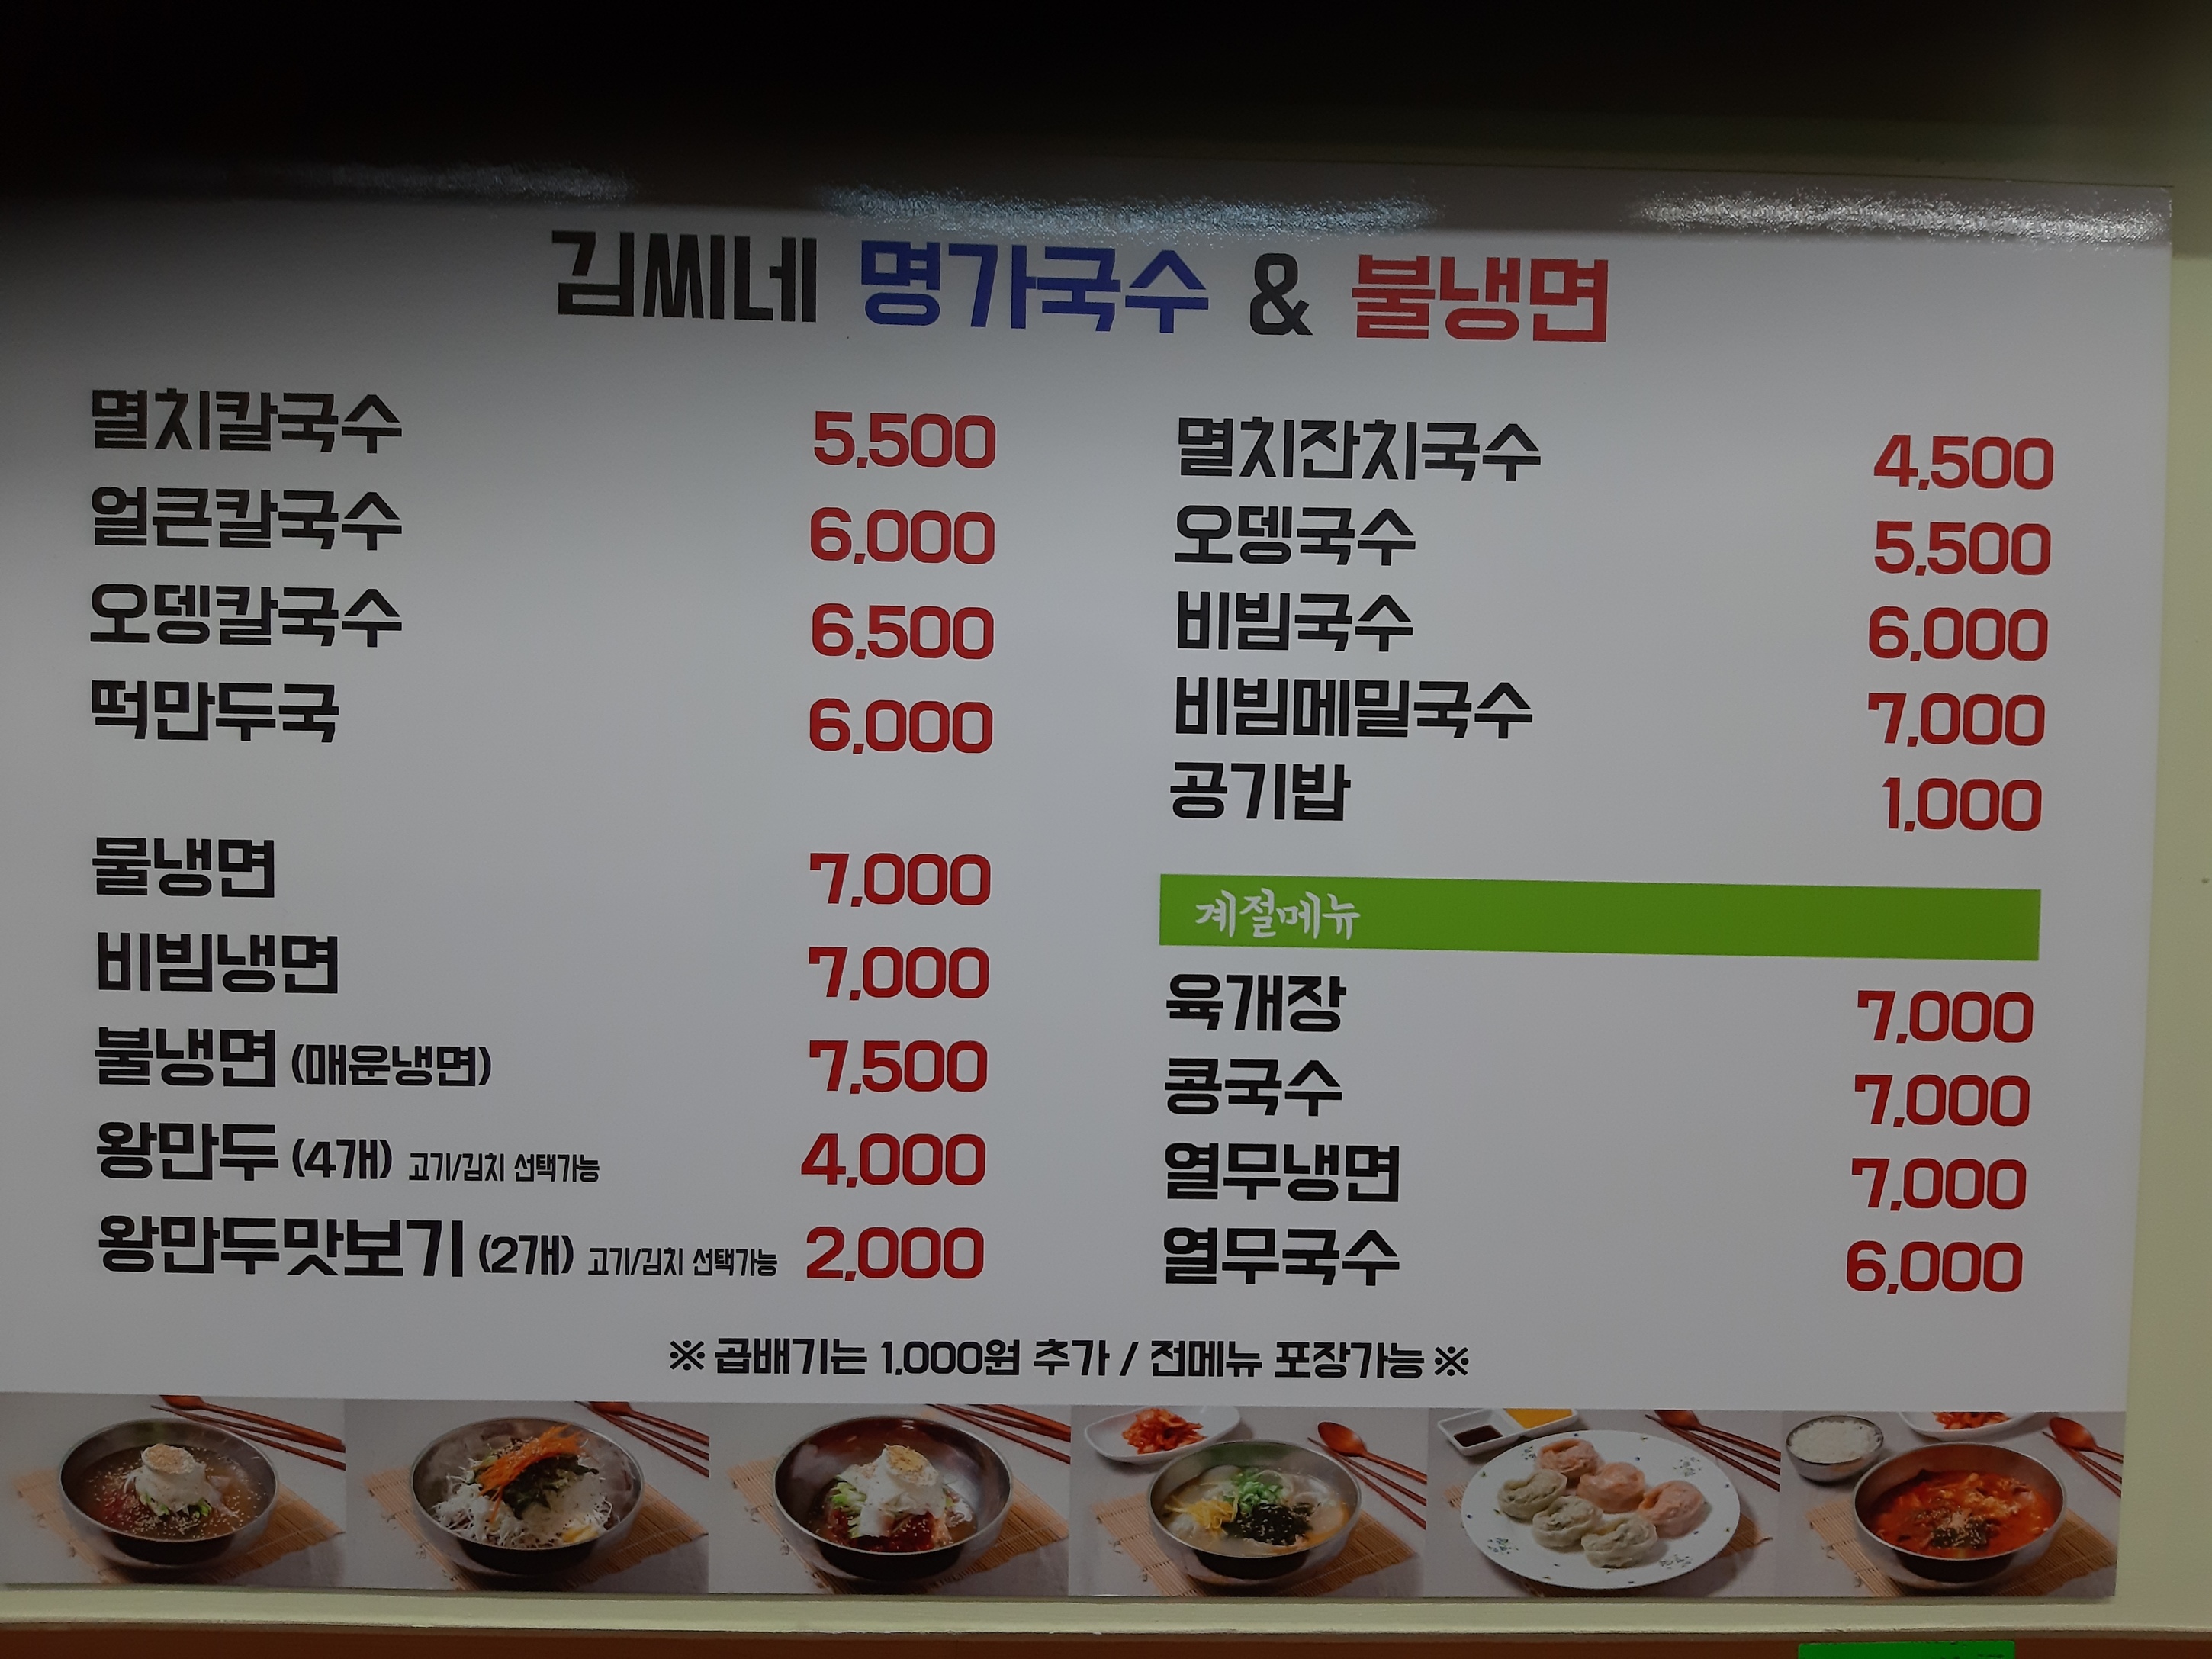 김씨네 명가국수 & 불냉면
멸치칼국수 5,500
얼큰칼국수 6,000
오뎅칼국수 6,500
떡만두국 6,000
물냉면 7,000
비빔냉면 7,000
불냉면 (매운냉면) 7,500
왕만두 (4개) 고기/김치 선택가능 4,000
왕만두맛보기 (2개) 고기/김치 선택가능 2,000
멸치잔치국수 4,500
오뎅국수 5,500
비빔국수 6,000
비빔메밀국수 7,000
공기밥 1,000
계절메뉴
육개장 7,000
콩국수 7,000
열무냉면 7,000
열무국수 6,000
※ 곱배기는 1,000원 추가 / 전메뉴 포장가능 ※